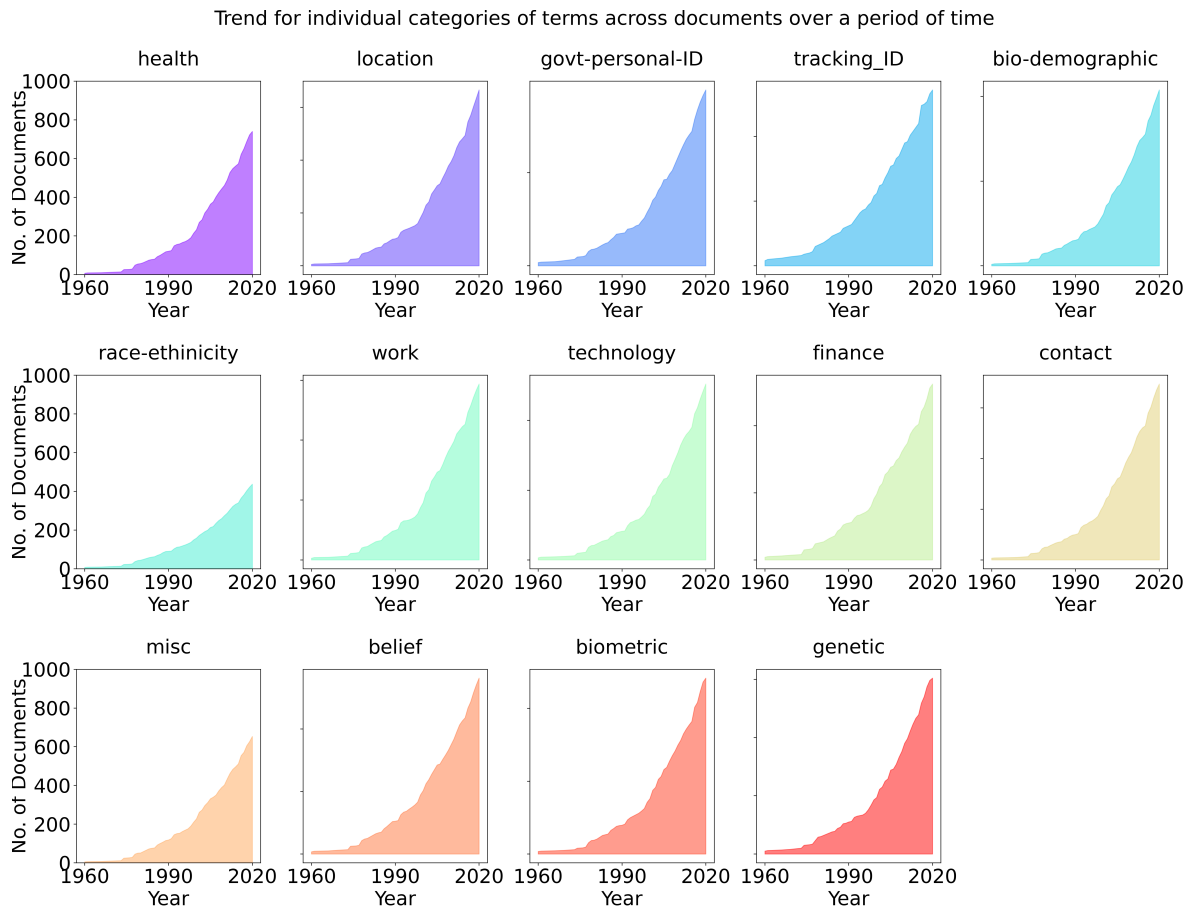 Trend for individual categories of terms across documents over a period of time
health location govt-personal-ID tracking_ID bio-demographic
No. of Documents
1000
800
600
400
200
0
1960 1990 2020 1960 1990 2020 1960 1990 2020 1960 1990 2020 1960 1990 2020
Year Year Year Year Year
race-ethinicity work technology finance contact
No. of Documents
1000
800
600
400
200
0
1960 1990 2020 1960 1990 2020 1960 1990 2020 1960 1990 2020 1960 1990 2020
Year Year Year Year Year
misc belief biometric genetic
No. of Documents
1000
800
600
400
200
0
1960 1990 2020 1960 1990 2020 1960 1990 2020 1960 1990 2020
Year Year Year Year